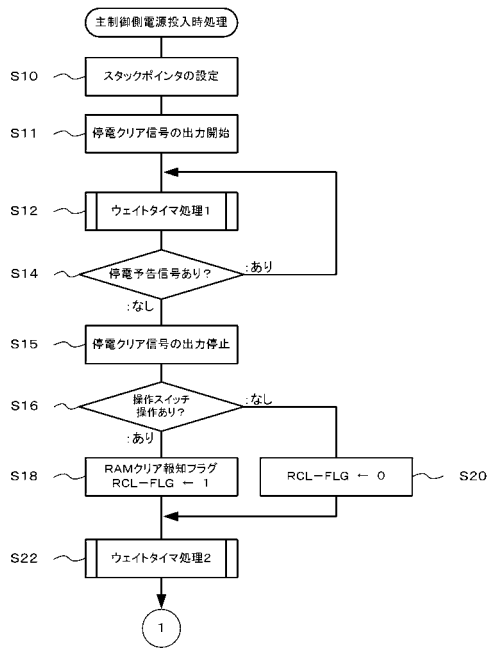 主制御側電源投入時処理
S10
スタックポインタの設定
S11
停電クリア信号の出力開始
S12
ウェイトタイマ処理1
S14
停電予告信号あり?
:あり
:なし
S15
停電クリア信号の出力停止
S16
操作スイッチ
操作あり?
:なし
:あり
S18
RAMクリア報知フラグ
RCL-FLG ← 1
RCL-FLG ← 0
S20
S22
ウェイトタイマ処理2
1